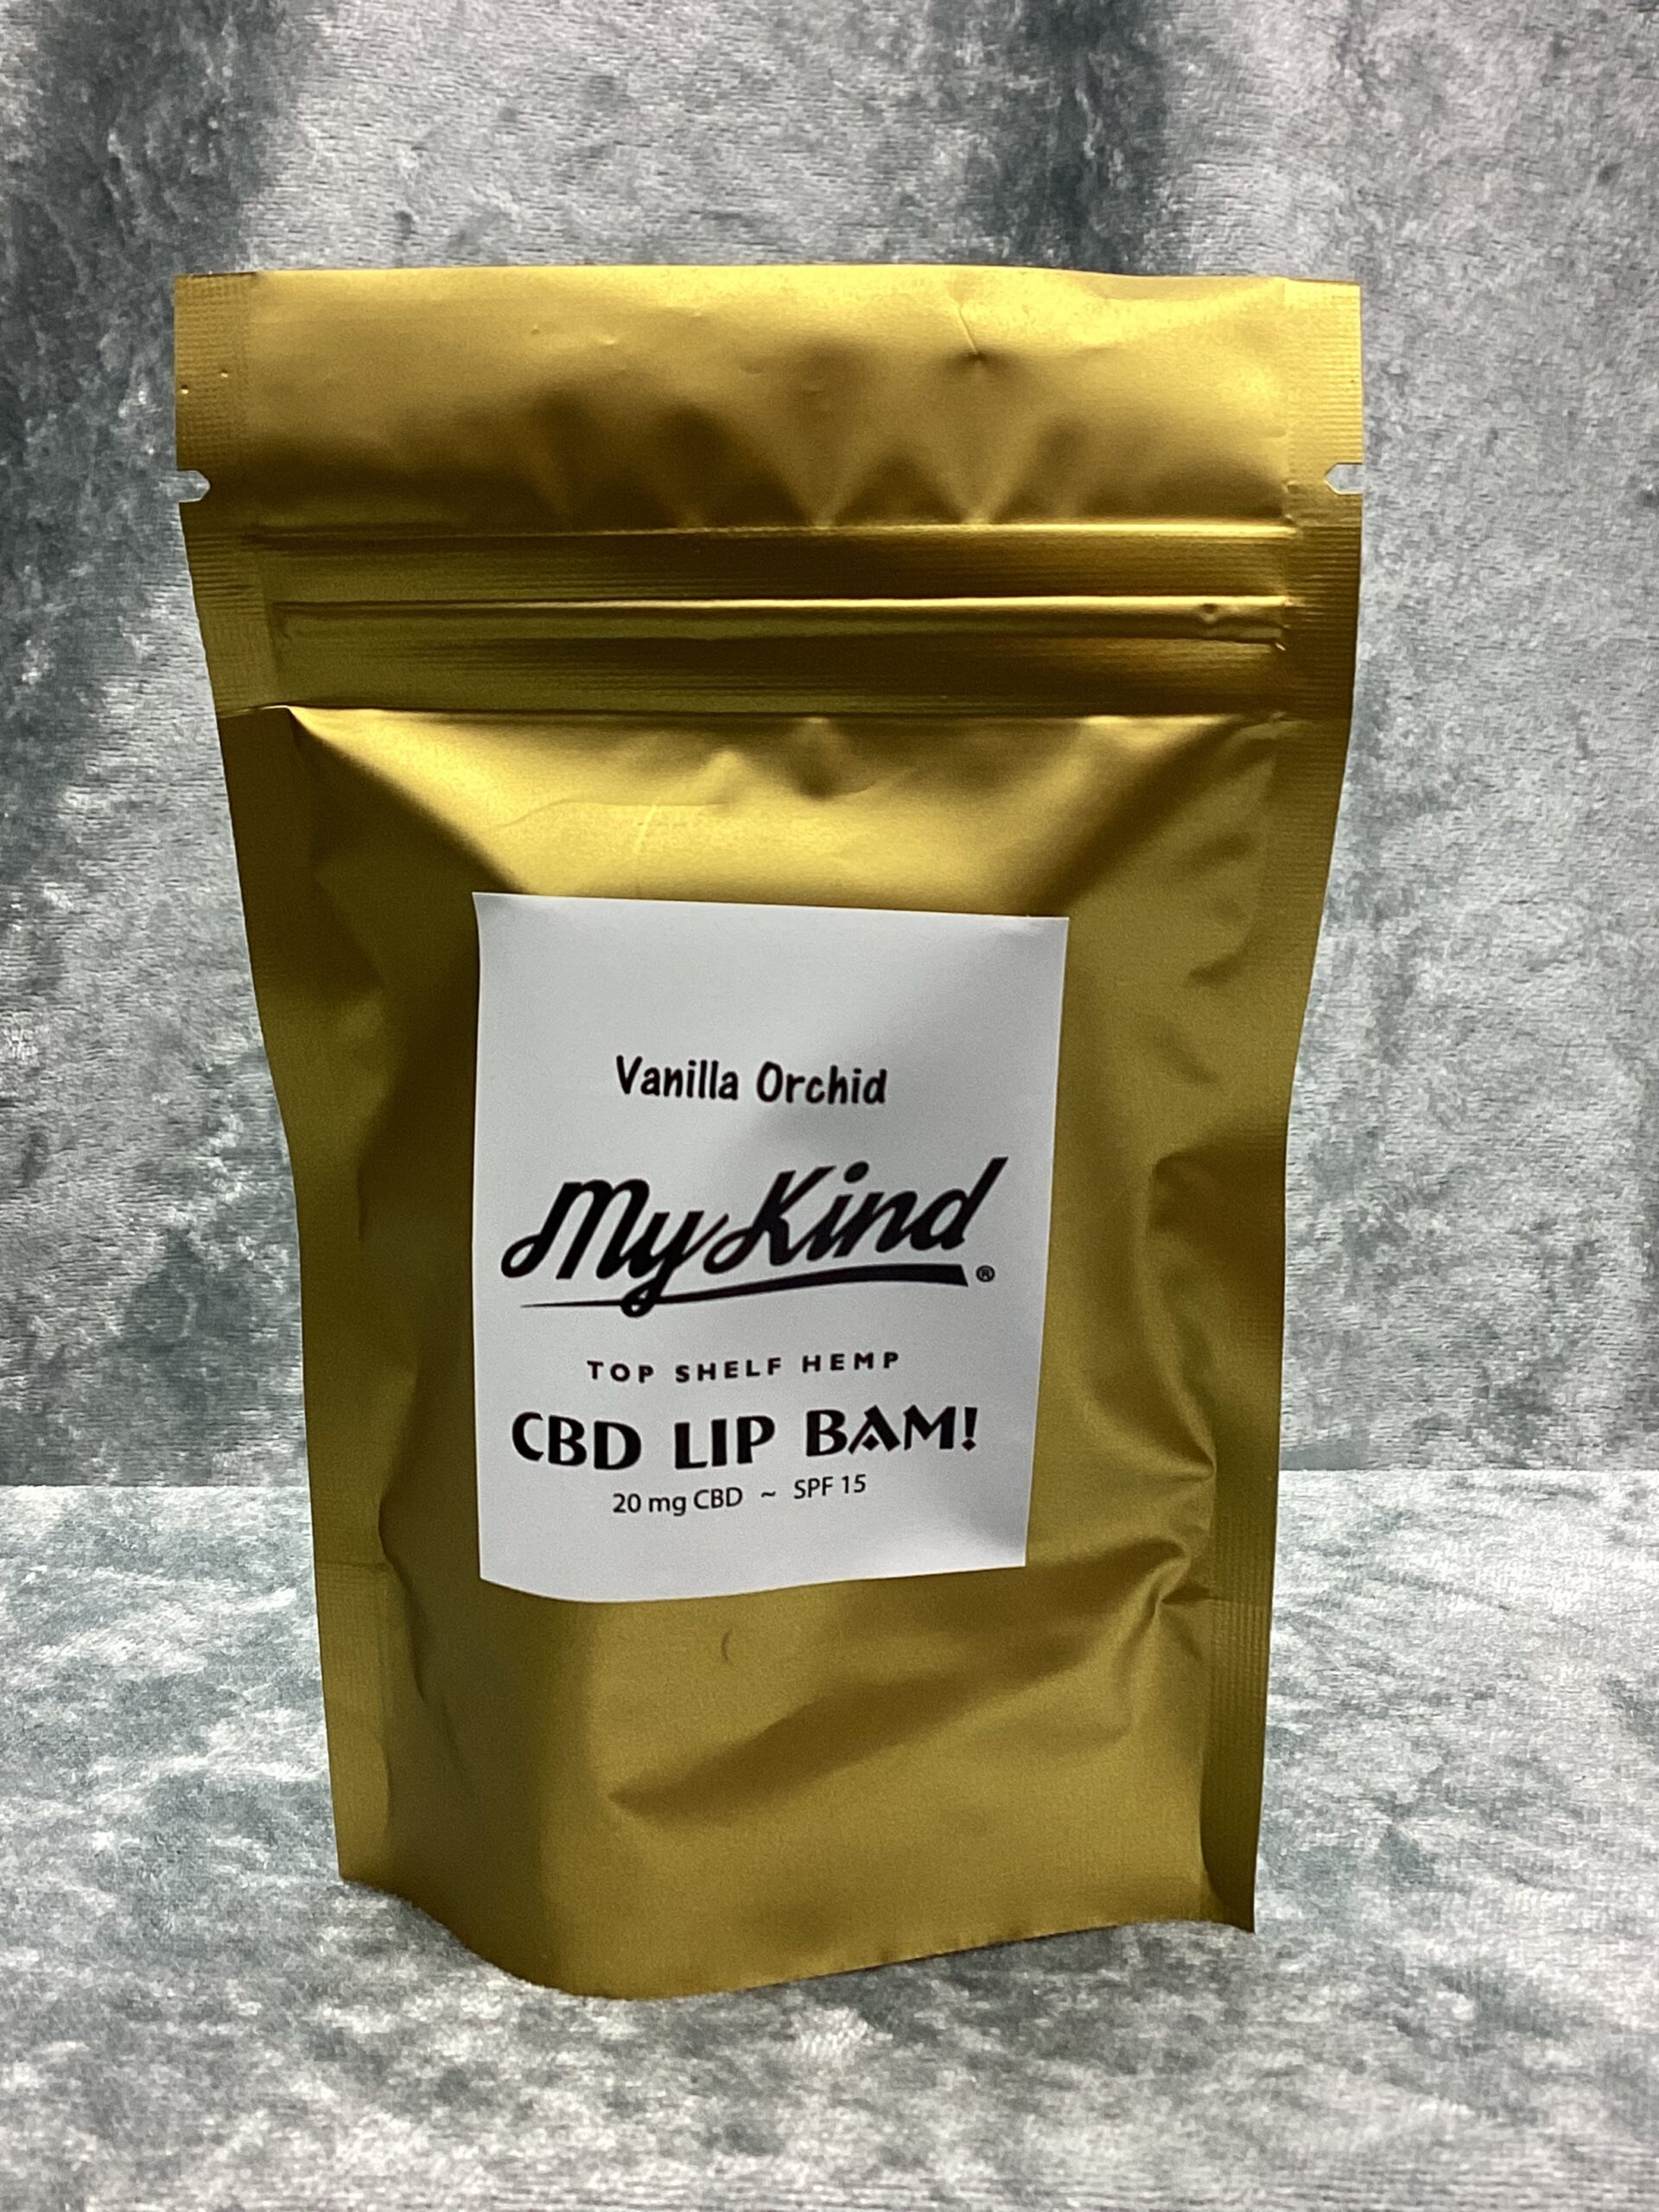 Vanilla Orchid
My Kind ®
TOP SHELF HEMP
CBD LIP BAM!
20 mg CBD ~ SPF 15